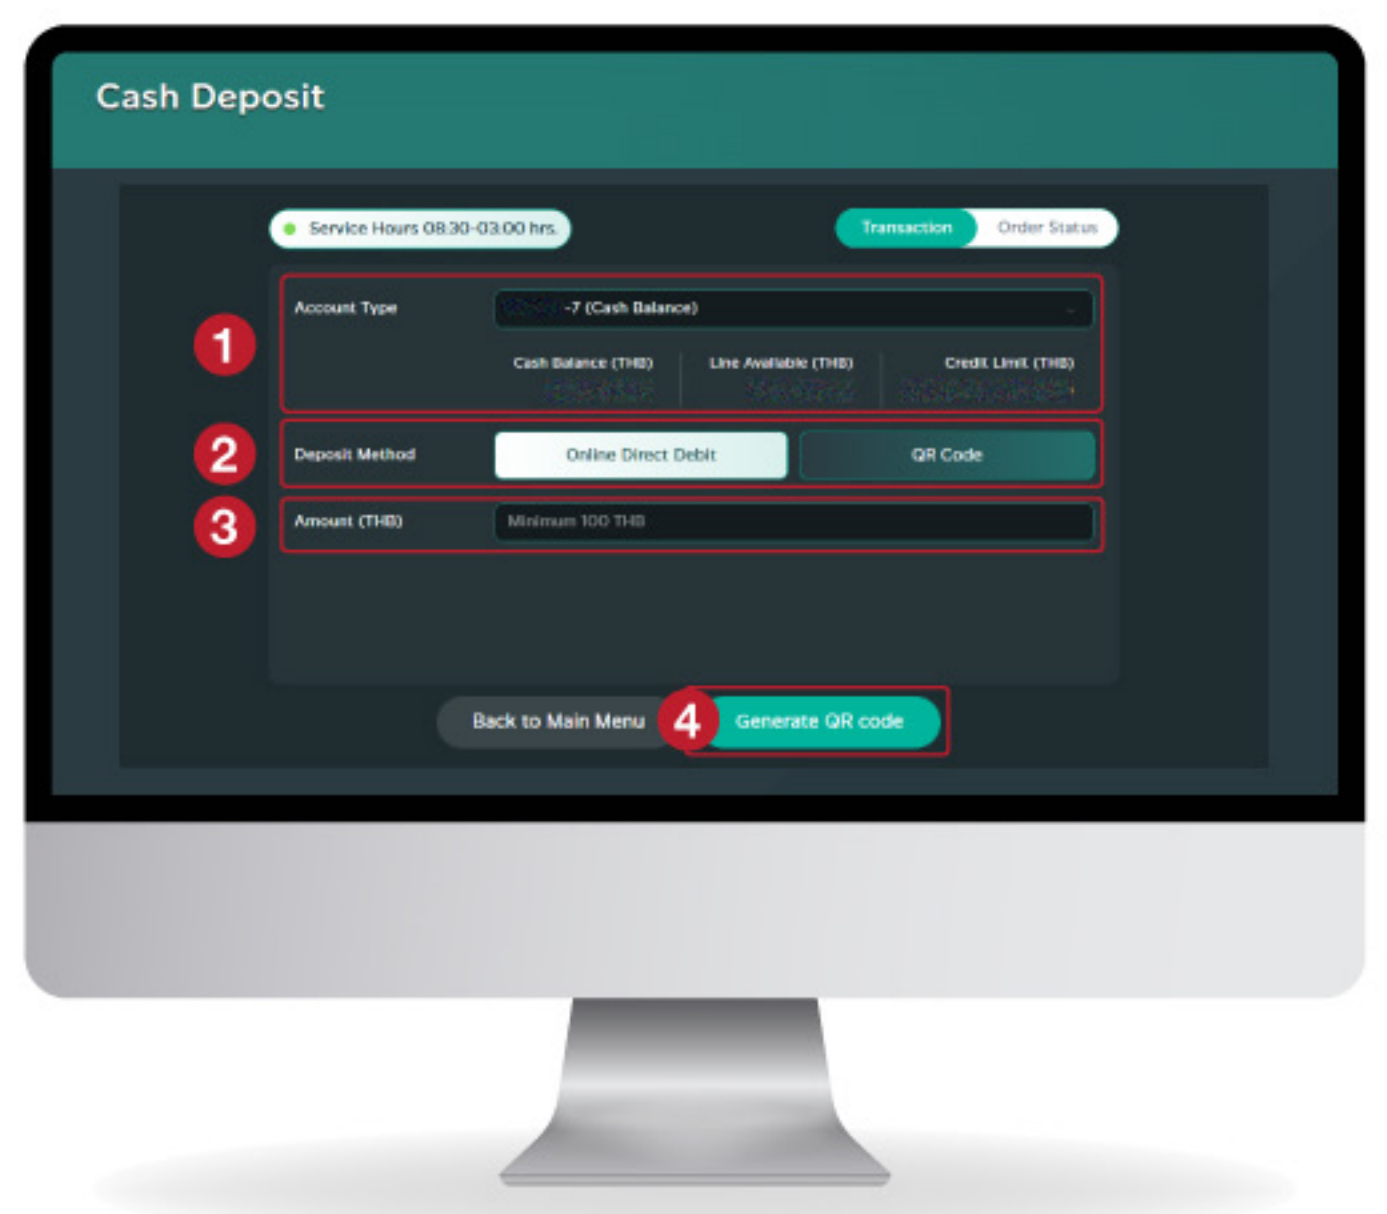 Cash Deposit
Service Hours 08:30-03:00 hrs.
Transaction
Order Status
1
Account Type
-7 (Cash Balance)
Cash Balance (THB)
Line Available (THB)
Credit Limit (THB)
2
Deposit Method
Online Direct Debit
QR Code
3
Amount (THB)
Minimum 100 THB
Back to Main Menu
4
Generate QR code